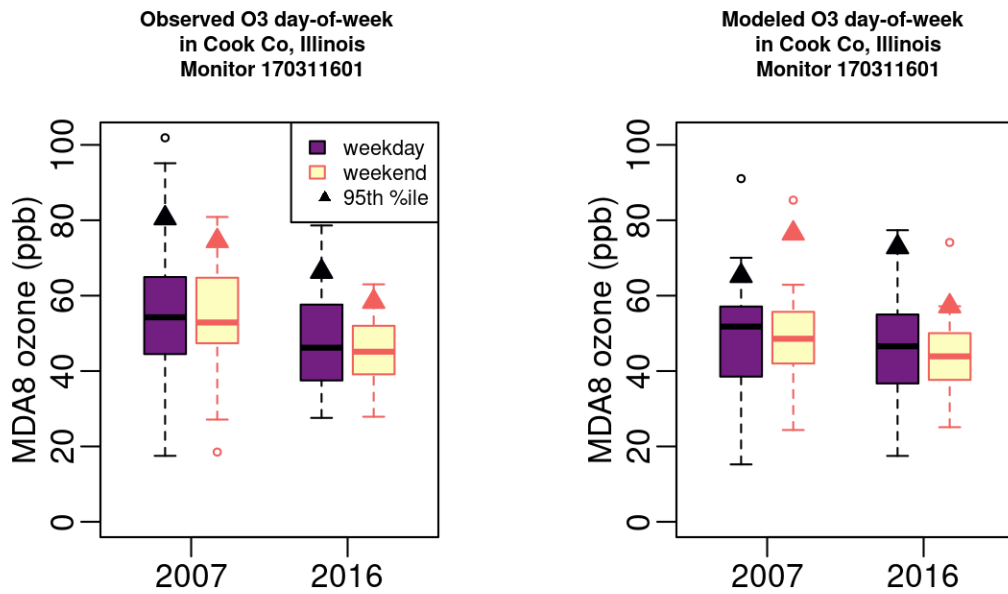 Observed O3 day-of-week
in Cook Co, Illinois
Monitor 170311601
MDA8 ozone (ppb)
100
80
60
40
20
0
weekday
weekend
95th %ile
2007
2016
Modeled O3 day-of-week
in Cook Co, Illinois
Monitor 170311601
MDA8 ozone (ppb)
100
80
60
40
20
0
2007
2016